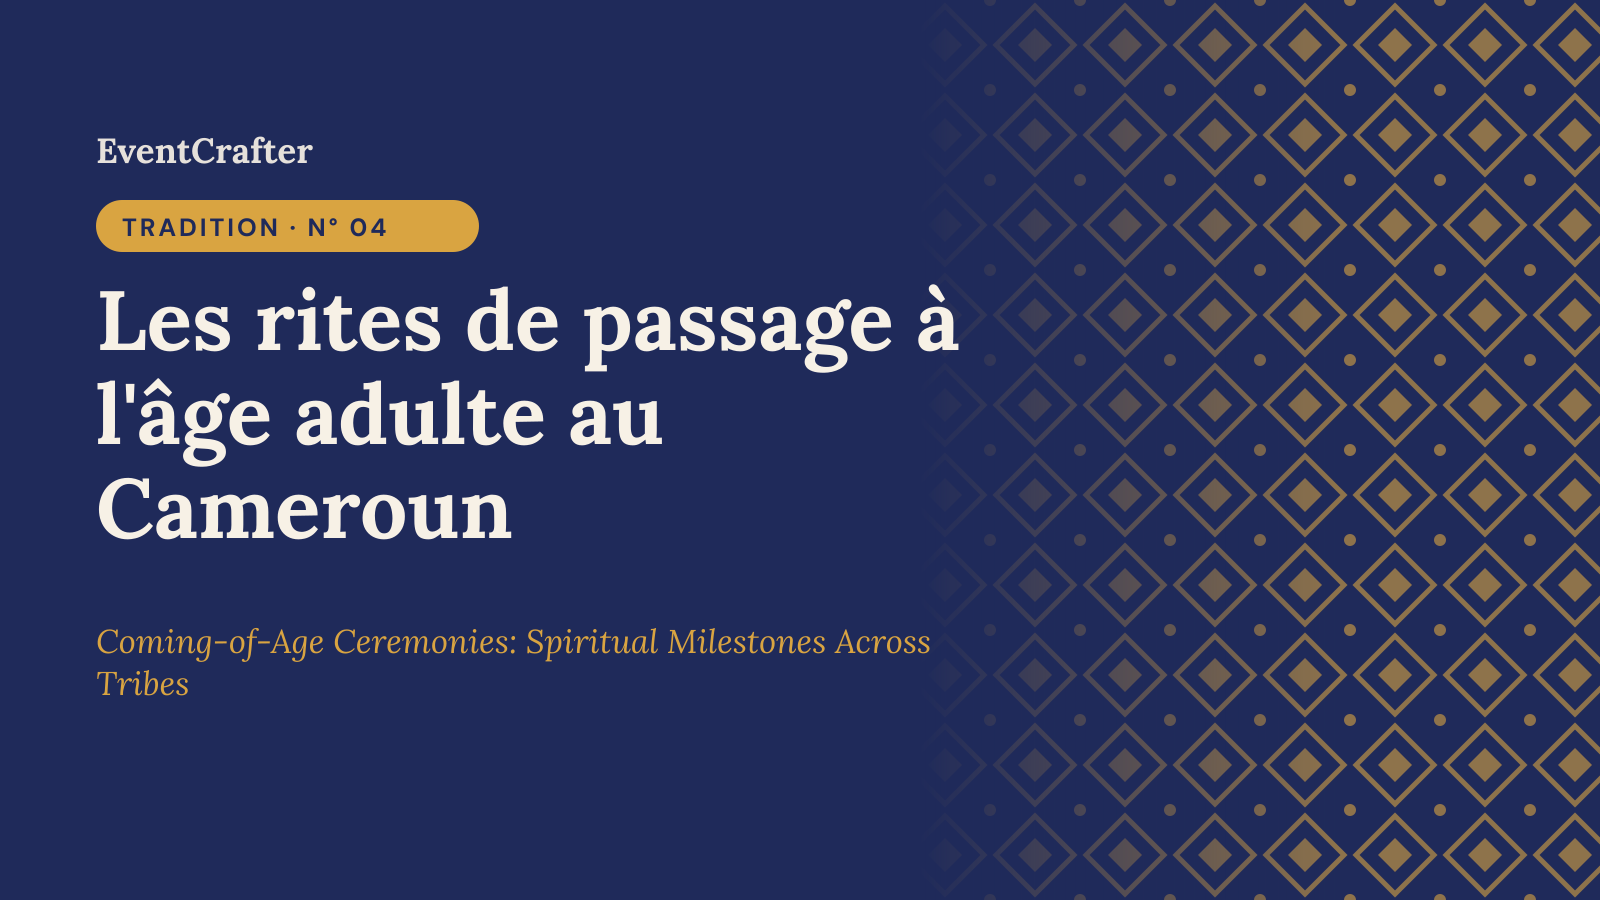 EventCrafter
TRADITION · N° 04
Les rites de passage à
l'âge adulte au
Cameroun
Coming-of-Age Ceremonies: Spiritual Milestones Across
Tribes